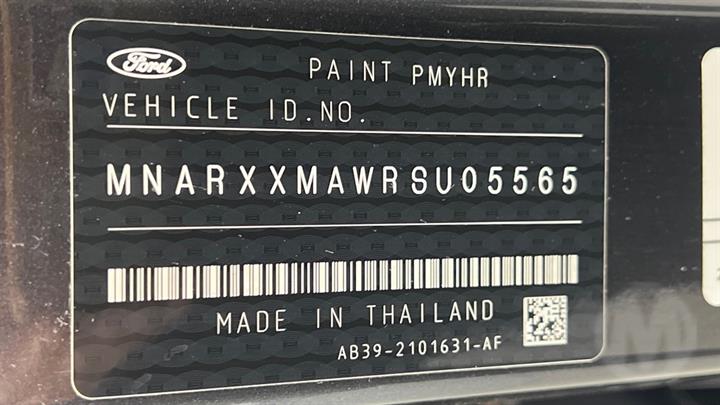 Ford
PAINT PMYHR
VEHICLE ID.NO.
MNARXXMAWRSU05565
MADE IN THAILAND
AB39-2101631-AF
M